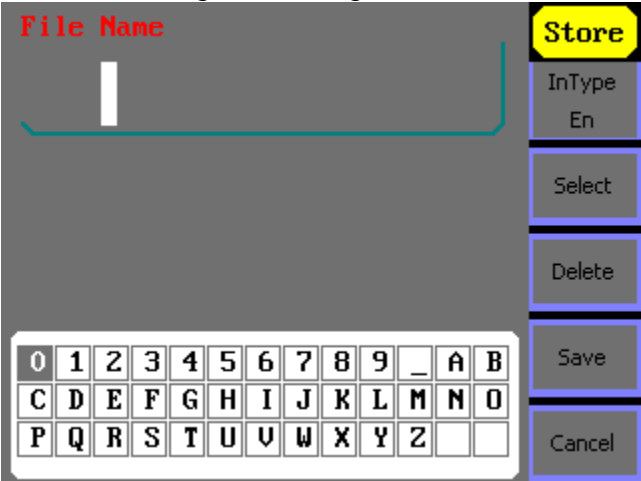 File Name
Store
InType
En
Select
Delete
Save
Cancel
0 1 2 3 4 5 6 7 8 9 _ A B
C D E F G H I J K L M N O
P Q R S T U V W X Y Z